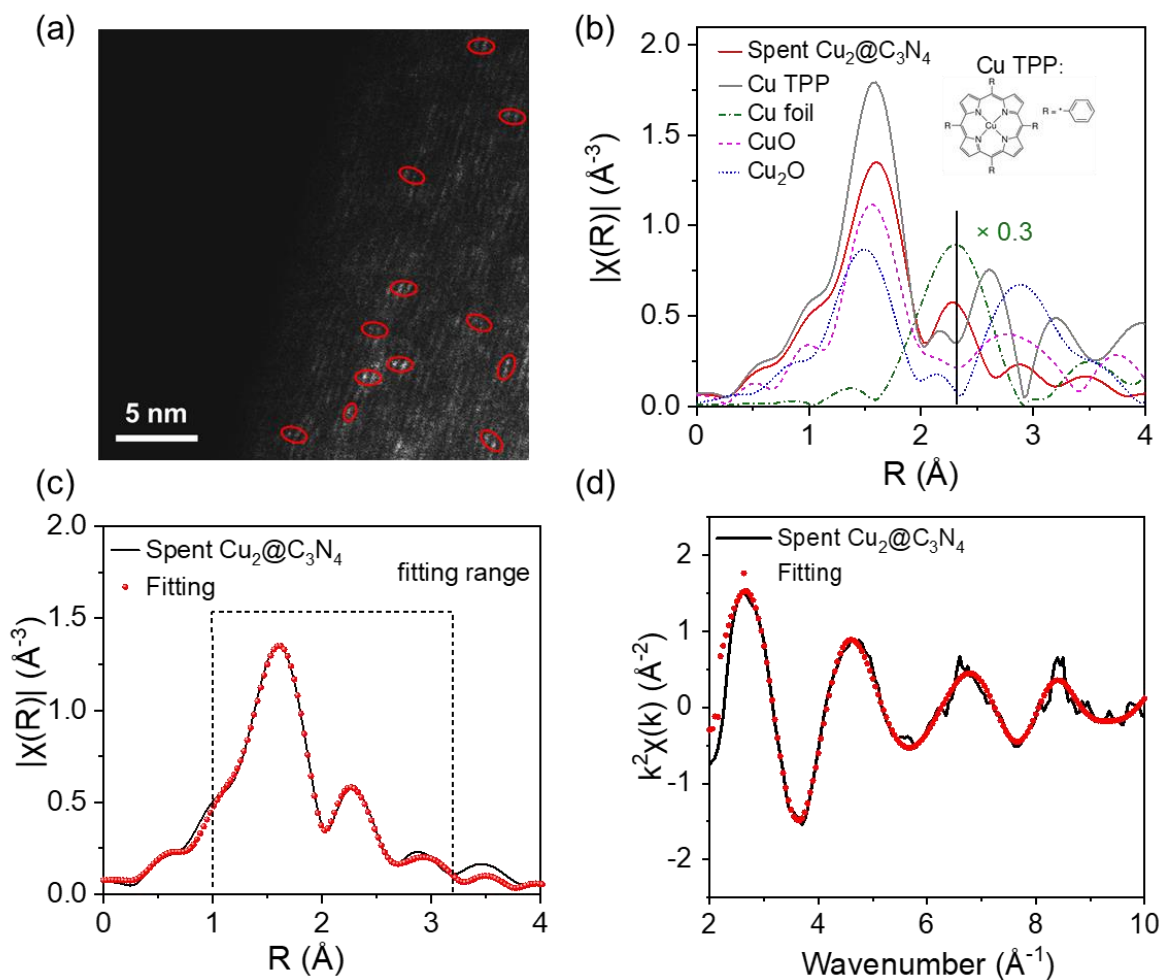 (a)
5 nm
(b)
|χ(R)| (Å⁻³)
2.0
1.5
1.0
0.5
0.0
Spent Cu₂@C₃N₄
Cu TPP
Cu foil
CuO
Cu₂O
Cu TPP:
R
R
R
R
N
N
N
N
Cu
R =
× 0.3
0 1 2 3 4
R (Å)
(c)
|χ(R)| (Å⁻³)
2.0
1.5
1.0
0.5
0.0
Spent Cu₂@C₃N₄
Fitting
fitting range
0 1 2 3 4
R (Å)
(d)
k²χ(k) (Å⁻²)
2
1
0
-1
-2
Spent Cu₂@C₃N₄
Fitting
2 4 6 8 10
Wavenumber (Å⁻¹)